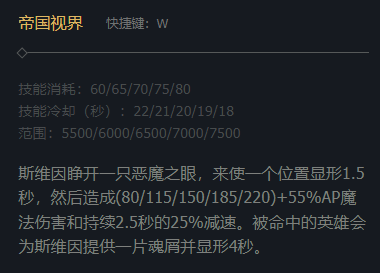 帝国视界 快捷键：W
技能消耗：60/65/70/75/80
技能冷却（秒）：22/21/20/19/18
范围：5500/6000/6500/7000/7500
斯维因睁开一只恶魔之眼，来使一个位置显形1.5
秒，然后造成(80/115/150/185/220)+55%AP魔
法伤害和持续2.5秒的25%减速。被命中的英雄会
为斯维因提供一片魂屑并显形4秒。